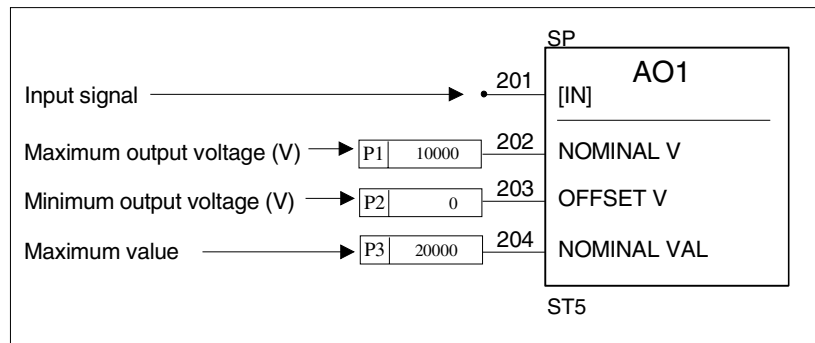 SP
AO1
Input signal 201 [IN]
Maximum output voltage (V) P1 10000 202 NOMINAL V
Minimum output voltage (V) P2 0 203 OFFSET V
Maximum value P3 20000 204 NOMINAL VAL
ST5